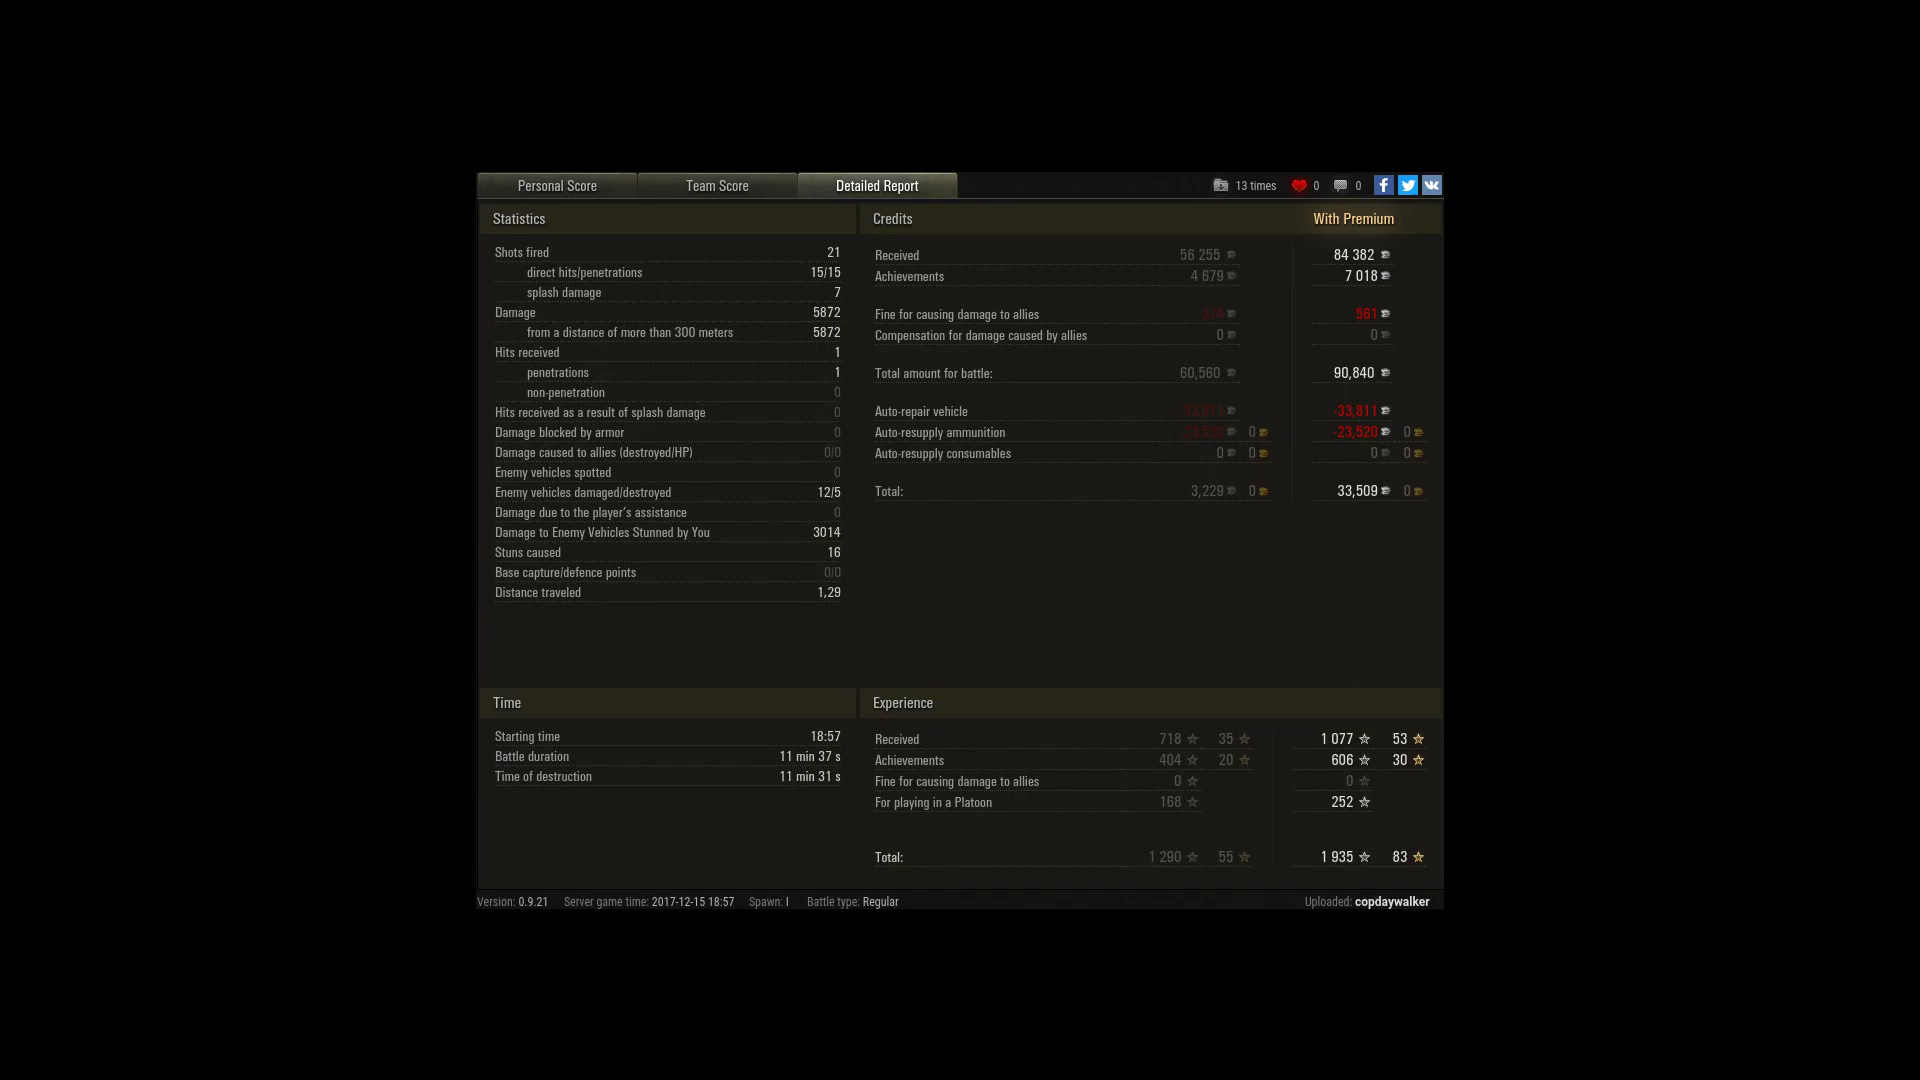 Personal Score Team Score Detailed Report 13 times 0 0
Statistics
Shots fired 21
direct hits/penetrations 15/15
splash damage 7
Damage 5872
from a distance of more than 300 meters 5872
Hits received 1
penetrations 1
non-penetration 0
Hits received as a result of splash damage 0
Damage blocked by armor 0
Damage caused to allies (destroyed/HP) 0/0
Enemy vehicles spotted 0
Enemy vehicles damaged/destroyed 12/5
Damage due to the player's assistance 0
Damage to Enemy Vehicles Stunned by You 3014
Stuns caused 16
Base capture/defence points 0/0
Distance traveled 1,29
Credits With Premium
Received 56 255 84 382
Achievements 4 679 7 018
Fine for causing damage to allies 374 561
Compensation for damage caused by allies 0 0
Total amount for battle: 60,560 90,840
Auto-repair vehicle -33,811 -33,811
Auto-resupply ammunition -23,520 0 -23,520 0
Auto-resupply consumables 0 0 0 0
Total: 3,229 0 33,509 0
Time
Starting time 18:57
Battle duration 11 min 37 s
Time of destruction 11 min 31 s
Experience
Received 718 35 1 077 53
Achievements 404 20 606 30
Fine for causing damage to allies 0 0
For playing in a Platoon 168 252
Total: 1 290 55 1 935 83
Version: 0.9.21 Server game time: 2017-12-15 18:57 Spawn: I Battle type: Regular Uploaded: copdaywalker